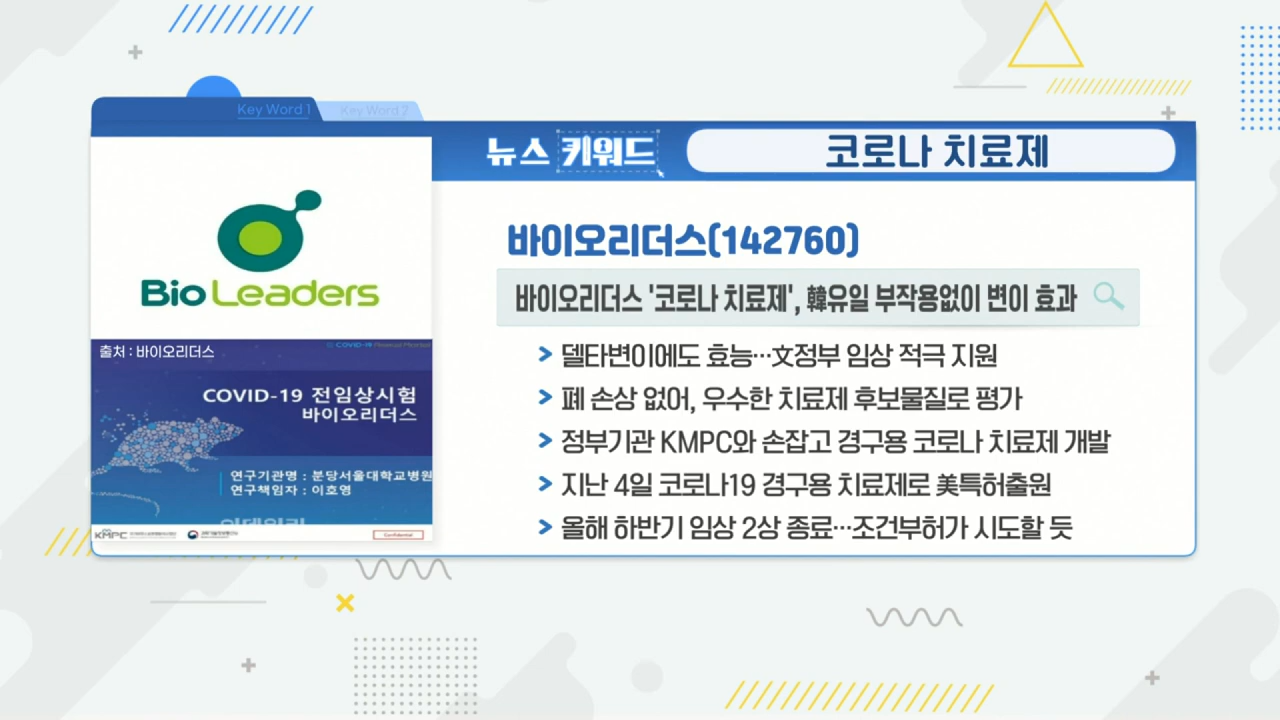 Key Word 1
Key Word 2
뉴스 키워드
코로나 치료제
Bio Leaders
출처 : 바이오리더스
COVID-19
COVID-19 전임상시험
바이오리더스
연구기관명 : 분당서울대학교병원
연구책임자 : 이호영
KMPC
Confidential
바이오리더스(142760)
바이오리더스 '코로나 치료제', 韓유일 부작용없이 변이 효과
> 델타변이에도 효능…文정부 임상 적극 지원
> 폐 손상 없어, 우수한 치료제 후보물질로 평가
> 정부기관 KMPC와 손잡고 경구용 코로나 치료제 개발
> 지난 4일 코로나19 경구용 치료제로 美특허출원
> 올해 하반기 임상 2상 종료…조건부허가 시도할 듯